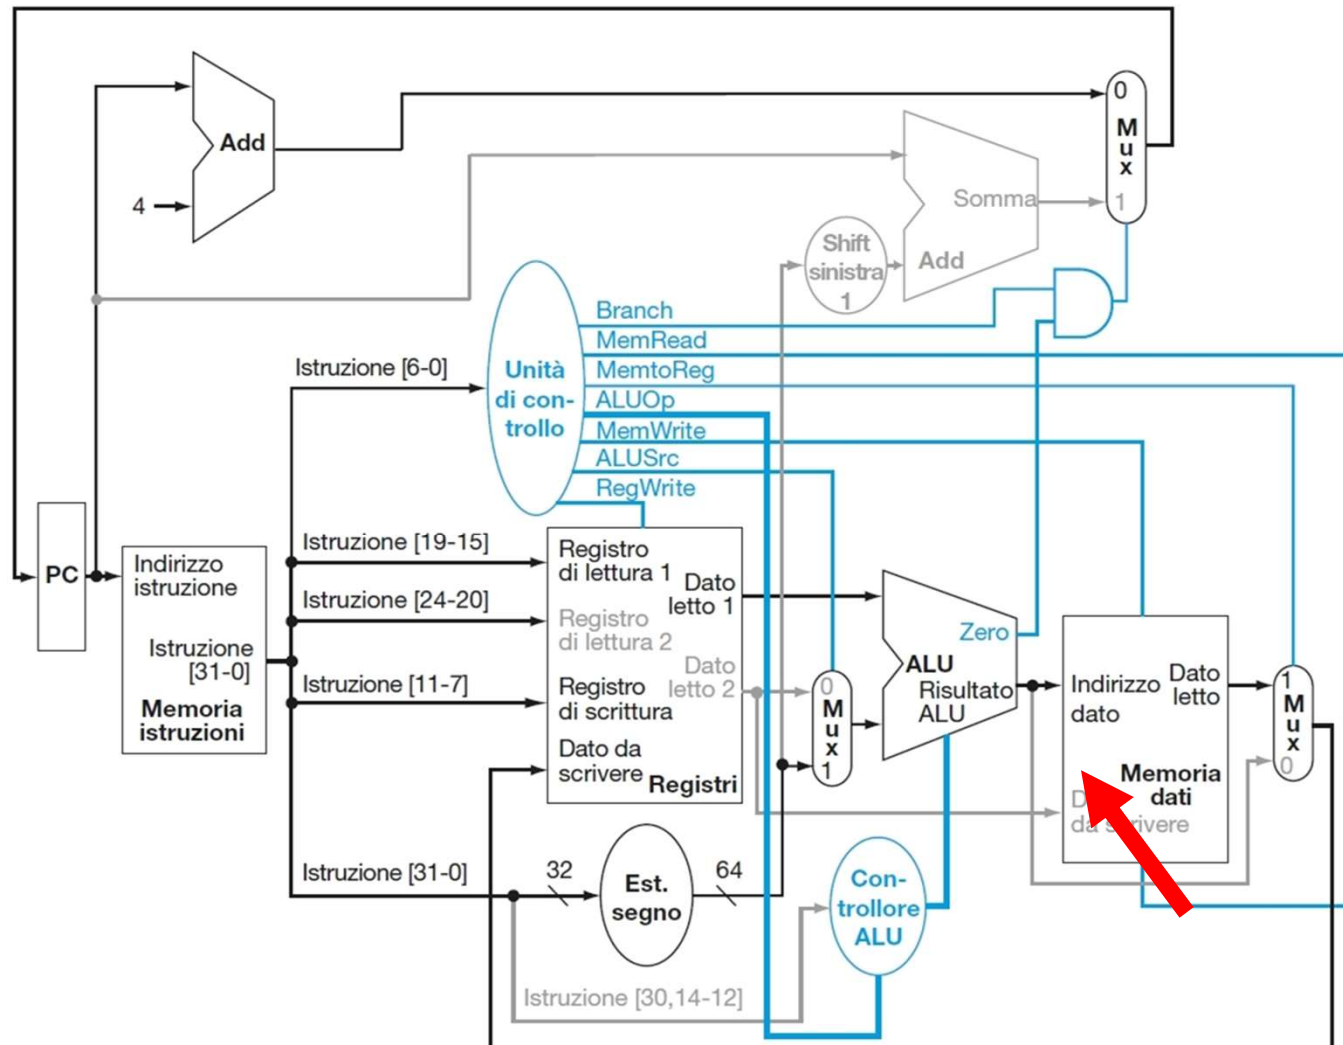 Add
4
0
Mux
1
Somma
Add
Shift
sinistra
1
Branch
MemRead
MemtoReg
ALUOp
MemWrite
ALUSrc
RegWrite
Unità
di con-
trollo
Istruzione [6-0]
Istruzione [19-15]
Istruzione [24-20]
Istruzione [11-7]
Istruzione [31-0]
PC
Indirizzo
istruzione
Istruzione
[31-0]
Memoria
istruzioni
Registro
di lettura 1
Registro
di lettura 2
Registro
di scrittura
Dato da
scrivere
Dato
letto 1
Dato
letto 2
Registri
0
Mux
1
Zero
ALU
Risultato
ALU
Indirizzo
dato
Dato
letto
Memoria
dati
1
Mux
0
32
Est.
segno
64
Con-
trollore
ALU
Istruzione [30,14-12]